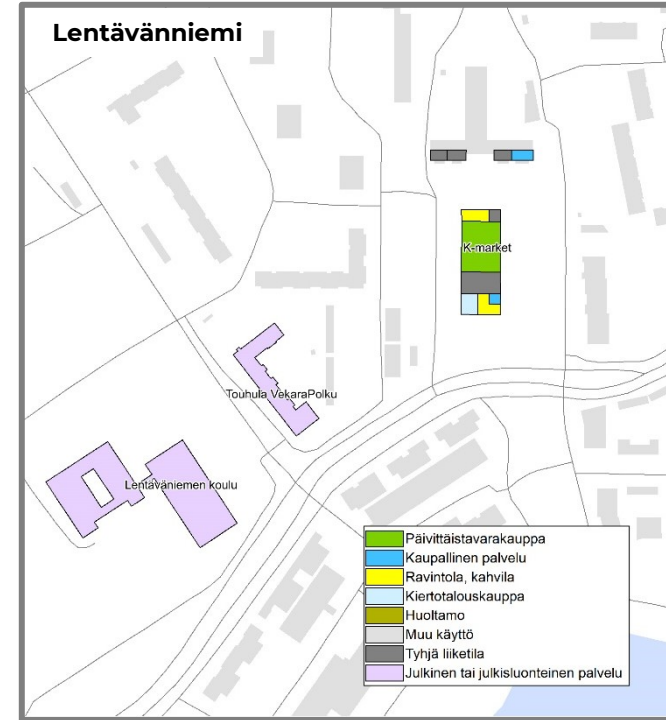 Lentävänniemi
K-market
Touhula VekaraPolku
Lentäväniemen koulu
Päivittäistavarakauppa
Kaupallinen palvelu
Ravintola, kahvila
Kiertotalouskauppa
Huoltamo
Muu käyttö
Tyhjä liiketila
Julkinen tai julkisluonteinen palvelu